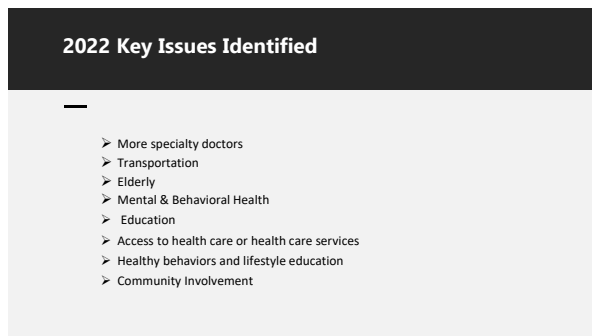 2022 Key Issues Identified
➢ More specialty doctors
➢ Transportation
➢ Elderly
➢ Mental & Behavioral Health
➢ Education
➢ Access to health care or health care services
➢ Healthy behaviors and lifestyle education
➢ Community Involvement